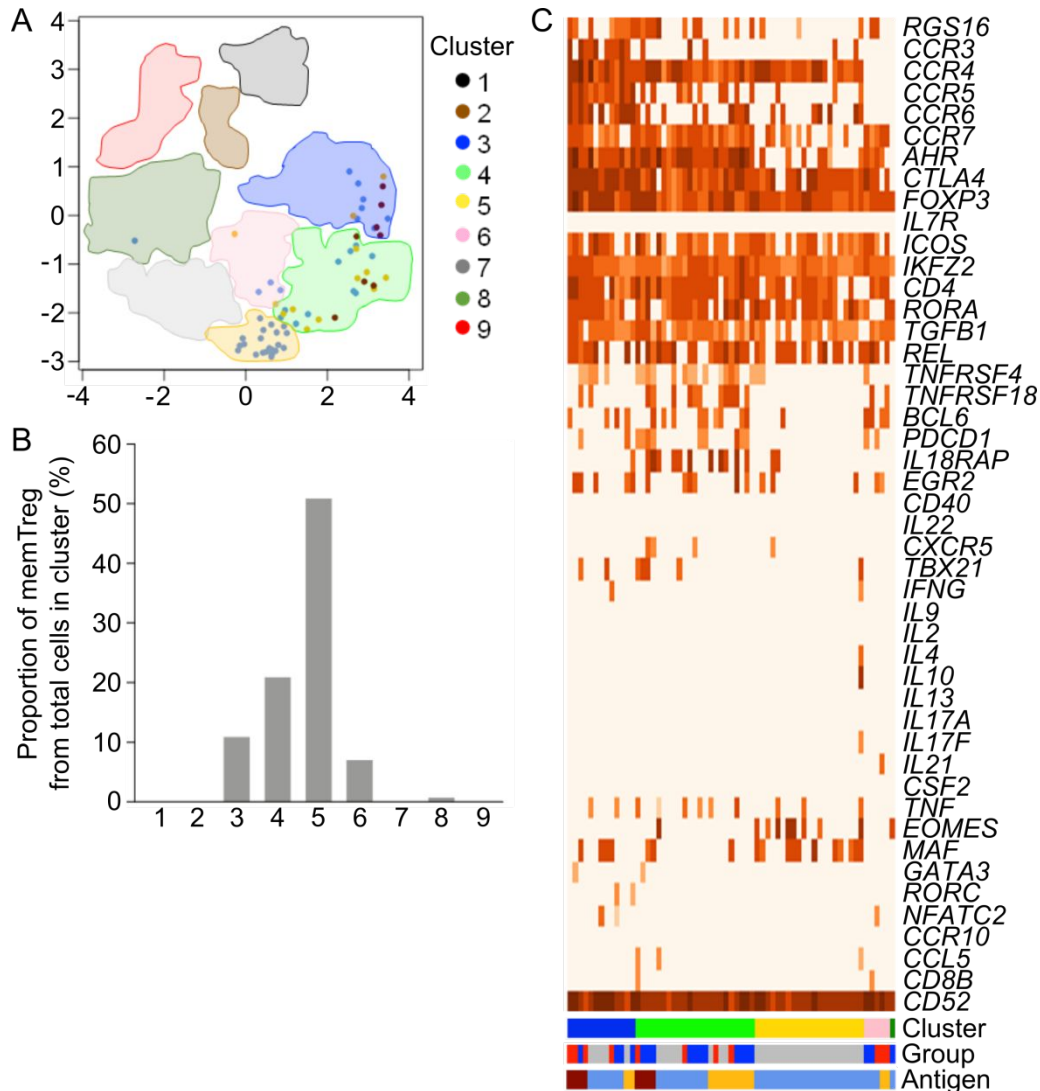 A
Cluster
1
2
3
4
5
6
7
8
9
4
3
2
1
0
-1
-2
-3
-4 -2 0 2 4
B
Proportion of memTreg
from total cells in cluster (%)
60
50
40
30
20
10
0
1 2 3 4 5 6 7 8 9
C
RGS16
CCR3
CCR4
CCR5
CCR6
CCR7
AHR
CTLA4
FOXP3
IL7R
ICOS
IKFZ2
CD4
RORA
TGFB1
REL
TNFRSF4
TNFRSF18
BCL6
PDCD1
IL18RAP
EGR2
CD40
IL22
CXCR5
TBX21
IFNG
IL9
IL2
IL4
IL10
IL13
IL17A
IL17F
IL21
CSF2
TNF
EOMES
MAF
GATA3
RORC
NFATC2
CCR10
CCL5
CD8B
CD52
Cluster
Group
Antigen